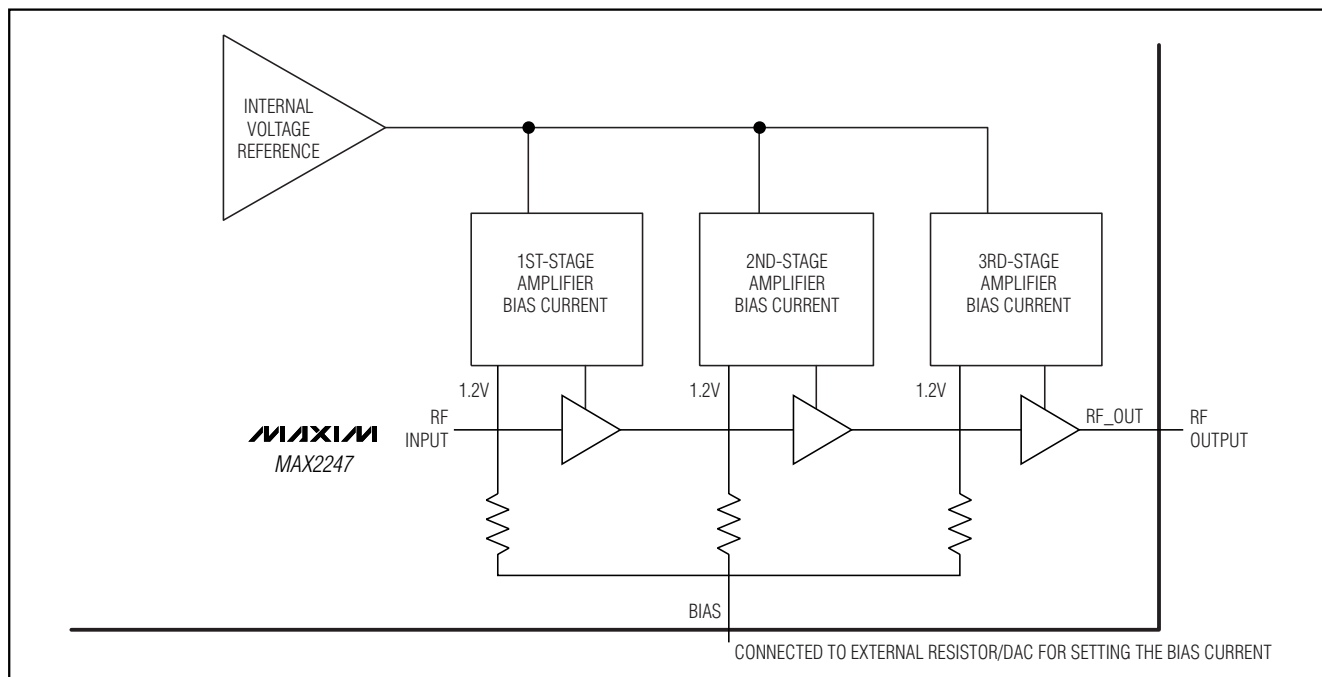 INTERNAL
VOLTAGE
REFERENCE
1ST-STAGE
AMPLIFIER
BIAS CURRENT
2ND-STAGE
AMPLIFIER
BIAS CURRENT
3RD-STAGE
AMPLIFIER
BIAS CURRENT
1.2V
1.2V
1.2V
MAXIM
MAX2247
RF
INPUT
RF_OUT
RF
OUTPUT
BIAS
CONNECTED TO EXTERNAL RESISTOR/DAC FOR SETTING THE BIAS CURRENT